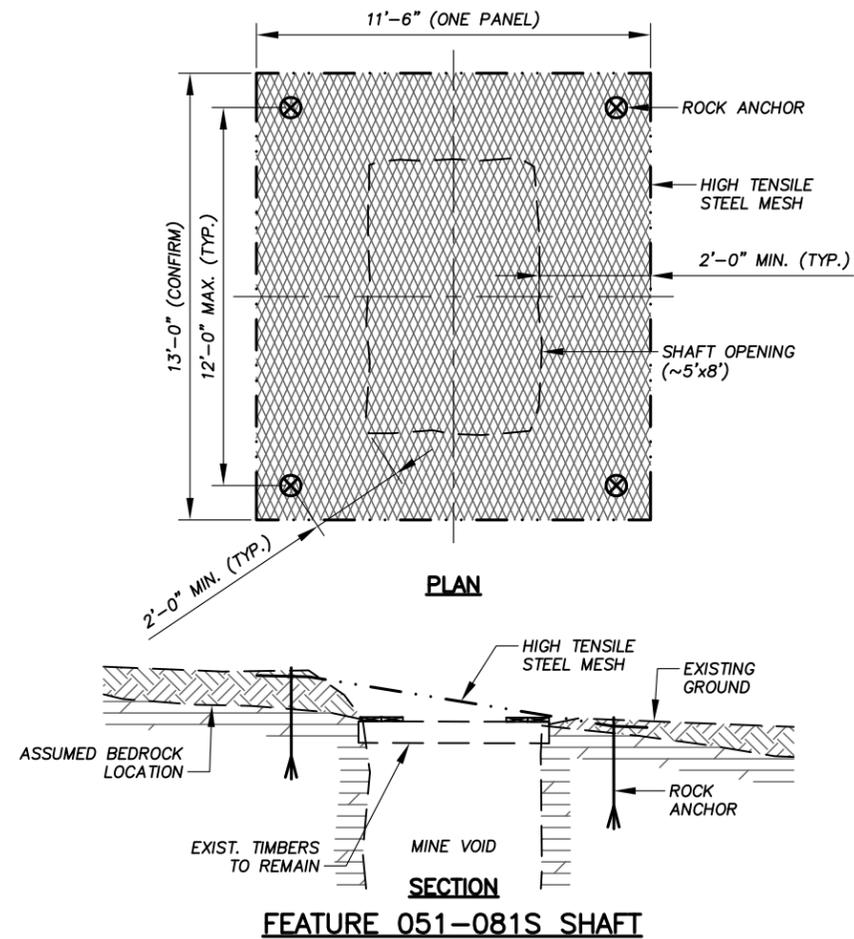 11'-6" (ONE PANEL)
ROCK ANCHOR
HIGH TENSILE
STEEL MESH
13'-0" (CONFIRM)
12'-0" MAX. (TYP.)
2'-0" MIN. (TYP.)
SHAFT OPENING
(~5'x8')
2'-0" MIN. (TYP.)
PLAN
HIGH TENSILE
STEEL MESH
EXISTING
GROUND
ASSUMED BEDROCK
LOCATION
ROCK
ANCHOR
EXIST. TIMBERS
TO REMAIN
MINE VOID
SECTION
FEATURE 051-081S SHAFT